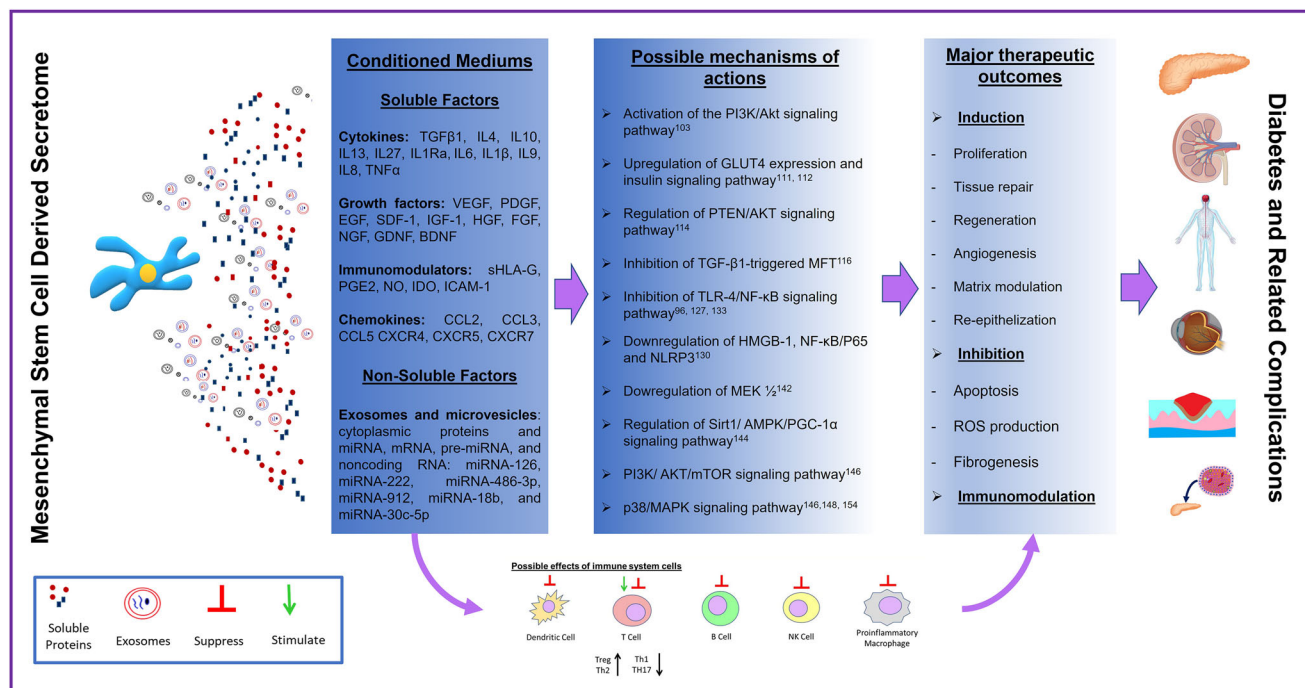 Mesenchymal Stem Cell Derived Secretome
Conditioned Mediums
Soluble Factors
Cytokines: TGFβ1, IL4, IL10,
IL13, IL27, IL1Ra, IL6, IL1β, IL9,
IL8, TNFα
Growth factors: VEGF, PDGF,
EGF, SDF-1, IGF-1, HGF, FGF,
NGF, GDNF, BDNF
Immunomodulators: sHLA-G,
PGE2, NO, IDO, ICAM-1
Chemokines: CCL2, CCL3,
CCL5 CXCR4, CXCR5, CXCR7
Non-Soluble Factors
Exosomes and microvesicles:
cytoplasmic proteins and
miRNA, mRNA, pre-miRNA, and
noncoding RNA: miRNA-126,
miRNA-222, miRNA-486-3p,
miRNA-912, miRNA-18b, and
miRNA-30c-5p
Possible mechanisms of
actions
➢ Activation of the PI3K/Akt signaling
pathway103
➢ Upregulation of GLUT4 expression and
insulin signaling pathway111, 112
➢ Regulation of PTEN/AKT signaling
pathway114
➢ Inhibition of TGF-β1-triggered MFT116
➢ Inhibition of TLR-4/NF-κB signaling
pathway96, 127, 133
➢ Downregulation of HMGB-1, NF-κB/P65
and NLRP3130
➢ Dowregulation of MEK ½142
➢ Regulation of Sirt1/ AMPK/PGC-1α
signaling pathway144
➢ PI3K/ AKT/mTOR signaling pathway146
➢ p38/MAPK signaling pathway146,148, 154
Major therapeutic
outcomes
➢ Induction
- Proliferation
- Tissue repair
- Regeneration
- Angiogenesis
- Matrix modulation
- Re-epithelization
➢ Inhibition
- Apoptosis
- ROS production
- Fibrogenesis
➢ Immunomodulation
Diabetes and Related Complications
Soluble
Proteins
Exosomes
Suppress
Stimulate
Possible effects of immune system cells
Dendritic Cell
T Cell
B Cell
NK Cell
Proinflammatory
Macrophage
Treg
Th2
Th1
TH17